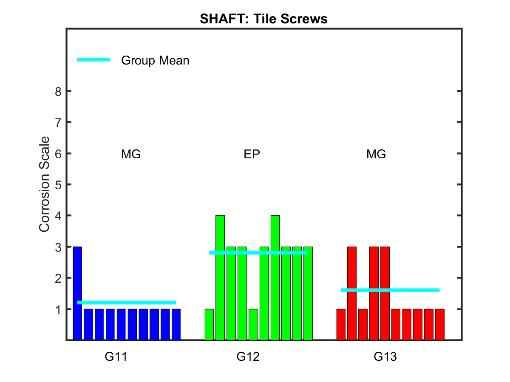 SHAFT: Tile Screws
Group Mean
8
7
6
5
4
3
2
1
Corrosion Scale
MG
EP
MG
G11
G12
G13